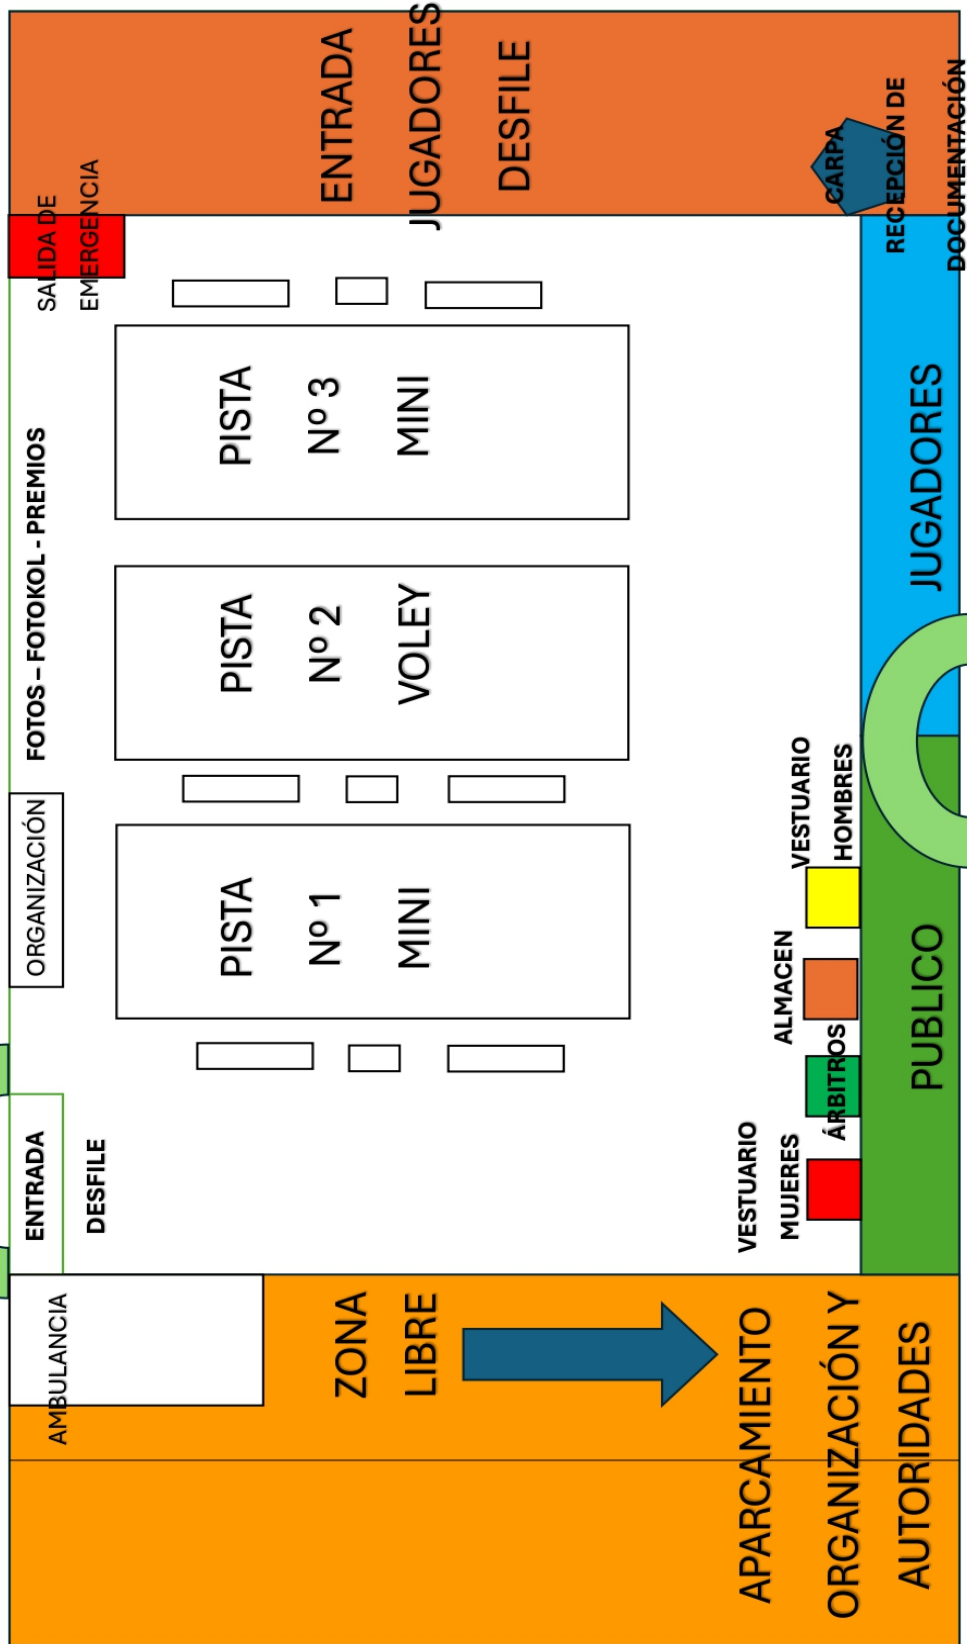 ENTRADA
JUGADORES
DESFILE
CARPA
RECEPCIÓN DE
DOCUMENTACIÓN
SALIDA DE
EMERGENCIA
FOTOS – FOTOKOL - PREMIOS
PISTA
Nº 3
MINI
JUGADORES
PISTA
Nº 2
VOLEY
ORGANIZACIÓN
PISTA
Nº 1
MINI
VESTUARIO
HOMBRES
ALMACEN
ÁRBITROS
VESTUARIO
MUJERES
PUBLICO
ENTRADA
DESFILE
AMBULANCIA
ZONA
LIBRE
APARCAMIENTO
ORGANIZACIÓN Y
AUTORIDADES